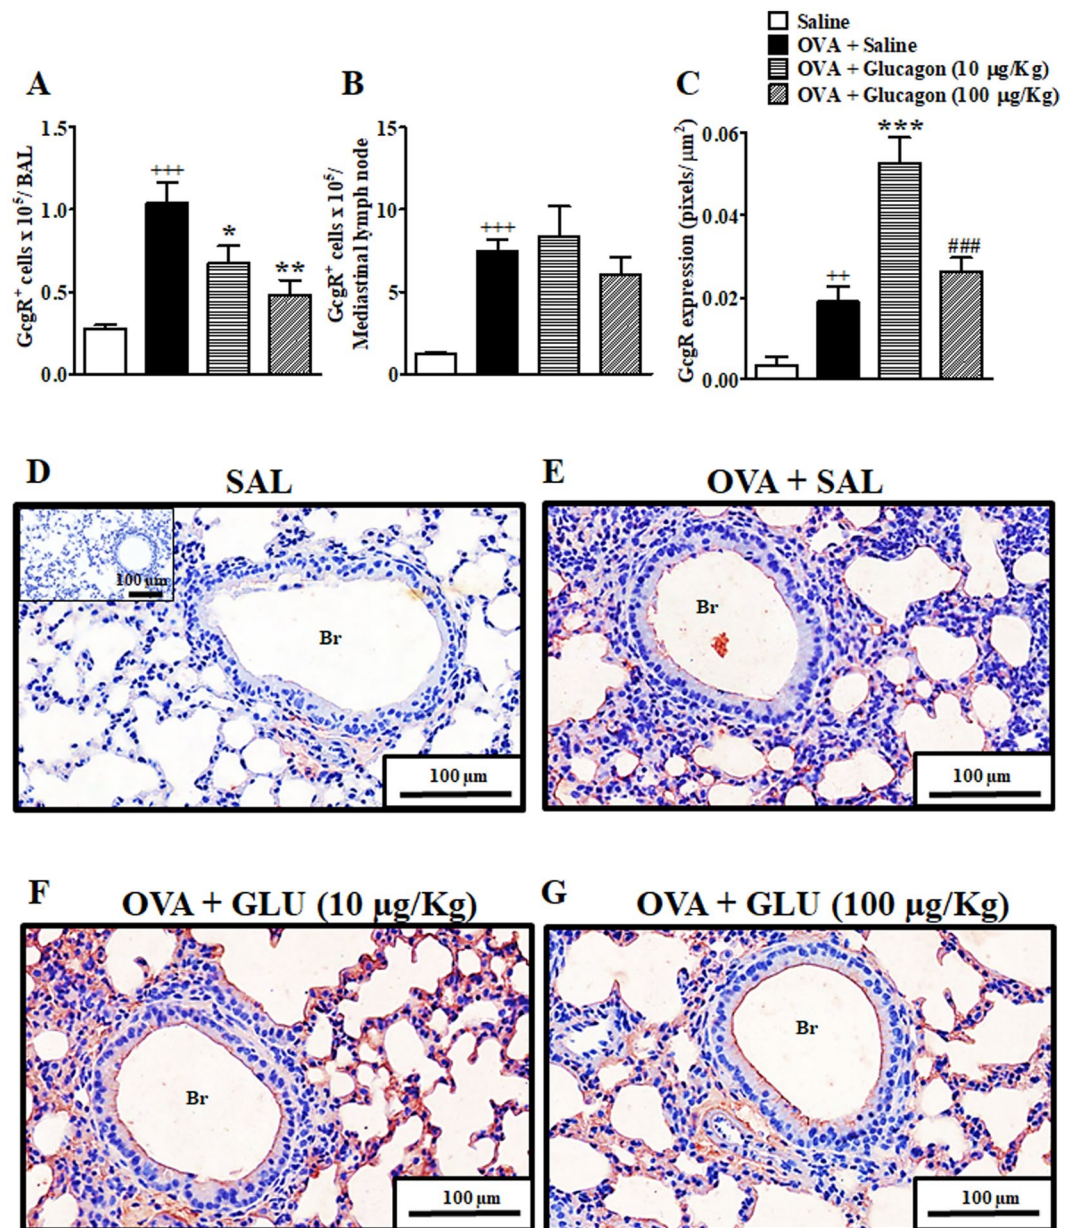 Saline
OVA + Saline
OVA + Glucagon (10 µg/Kg)
OVA + Glucagon (100 µg/Kg)
A
GcgR+ cells x 10⁵/ BAL
1.5
1.0
0.5
0.0
+++
*
**
B
GcgR+ cells x 10⁵/
Mediastinal lymph node
15
10
5
0
+++
C
GcgR expression (pixels/ µm²)
0.06
0.04
0.02
0.00
++
***
###
D
SAL
100 µm
Br
100 µm
E
OVA + SAL
Br
100 µm
F
OVA + GLU (10 µg/Kg)
Br
100 µm
G
OVA + GLU (100 µg/Kg)
Br
100 µm